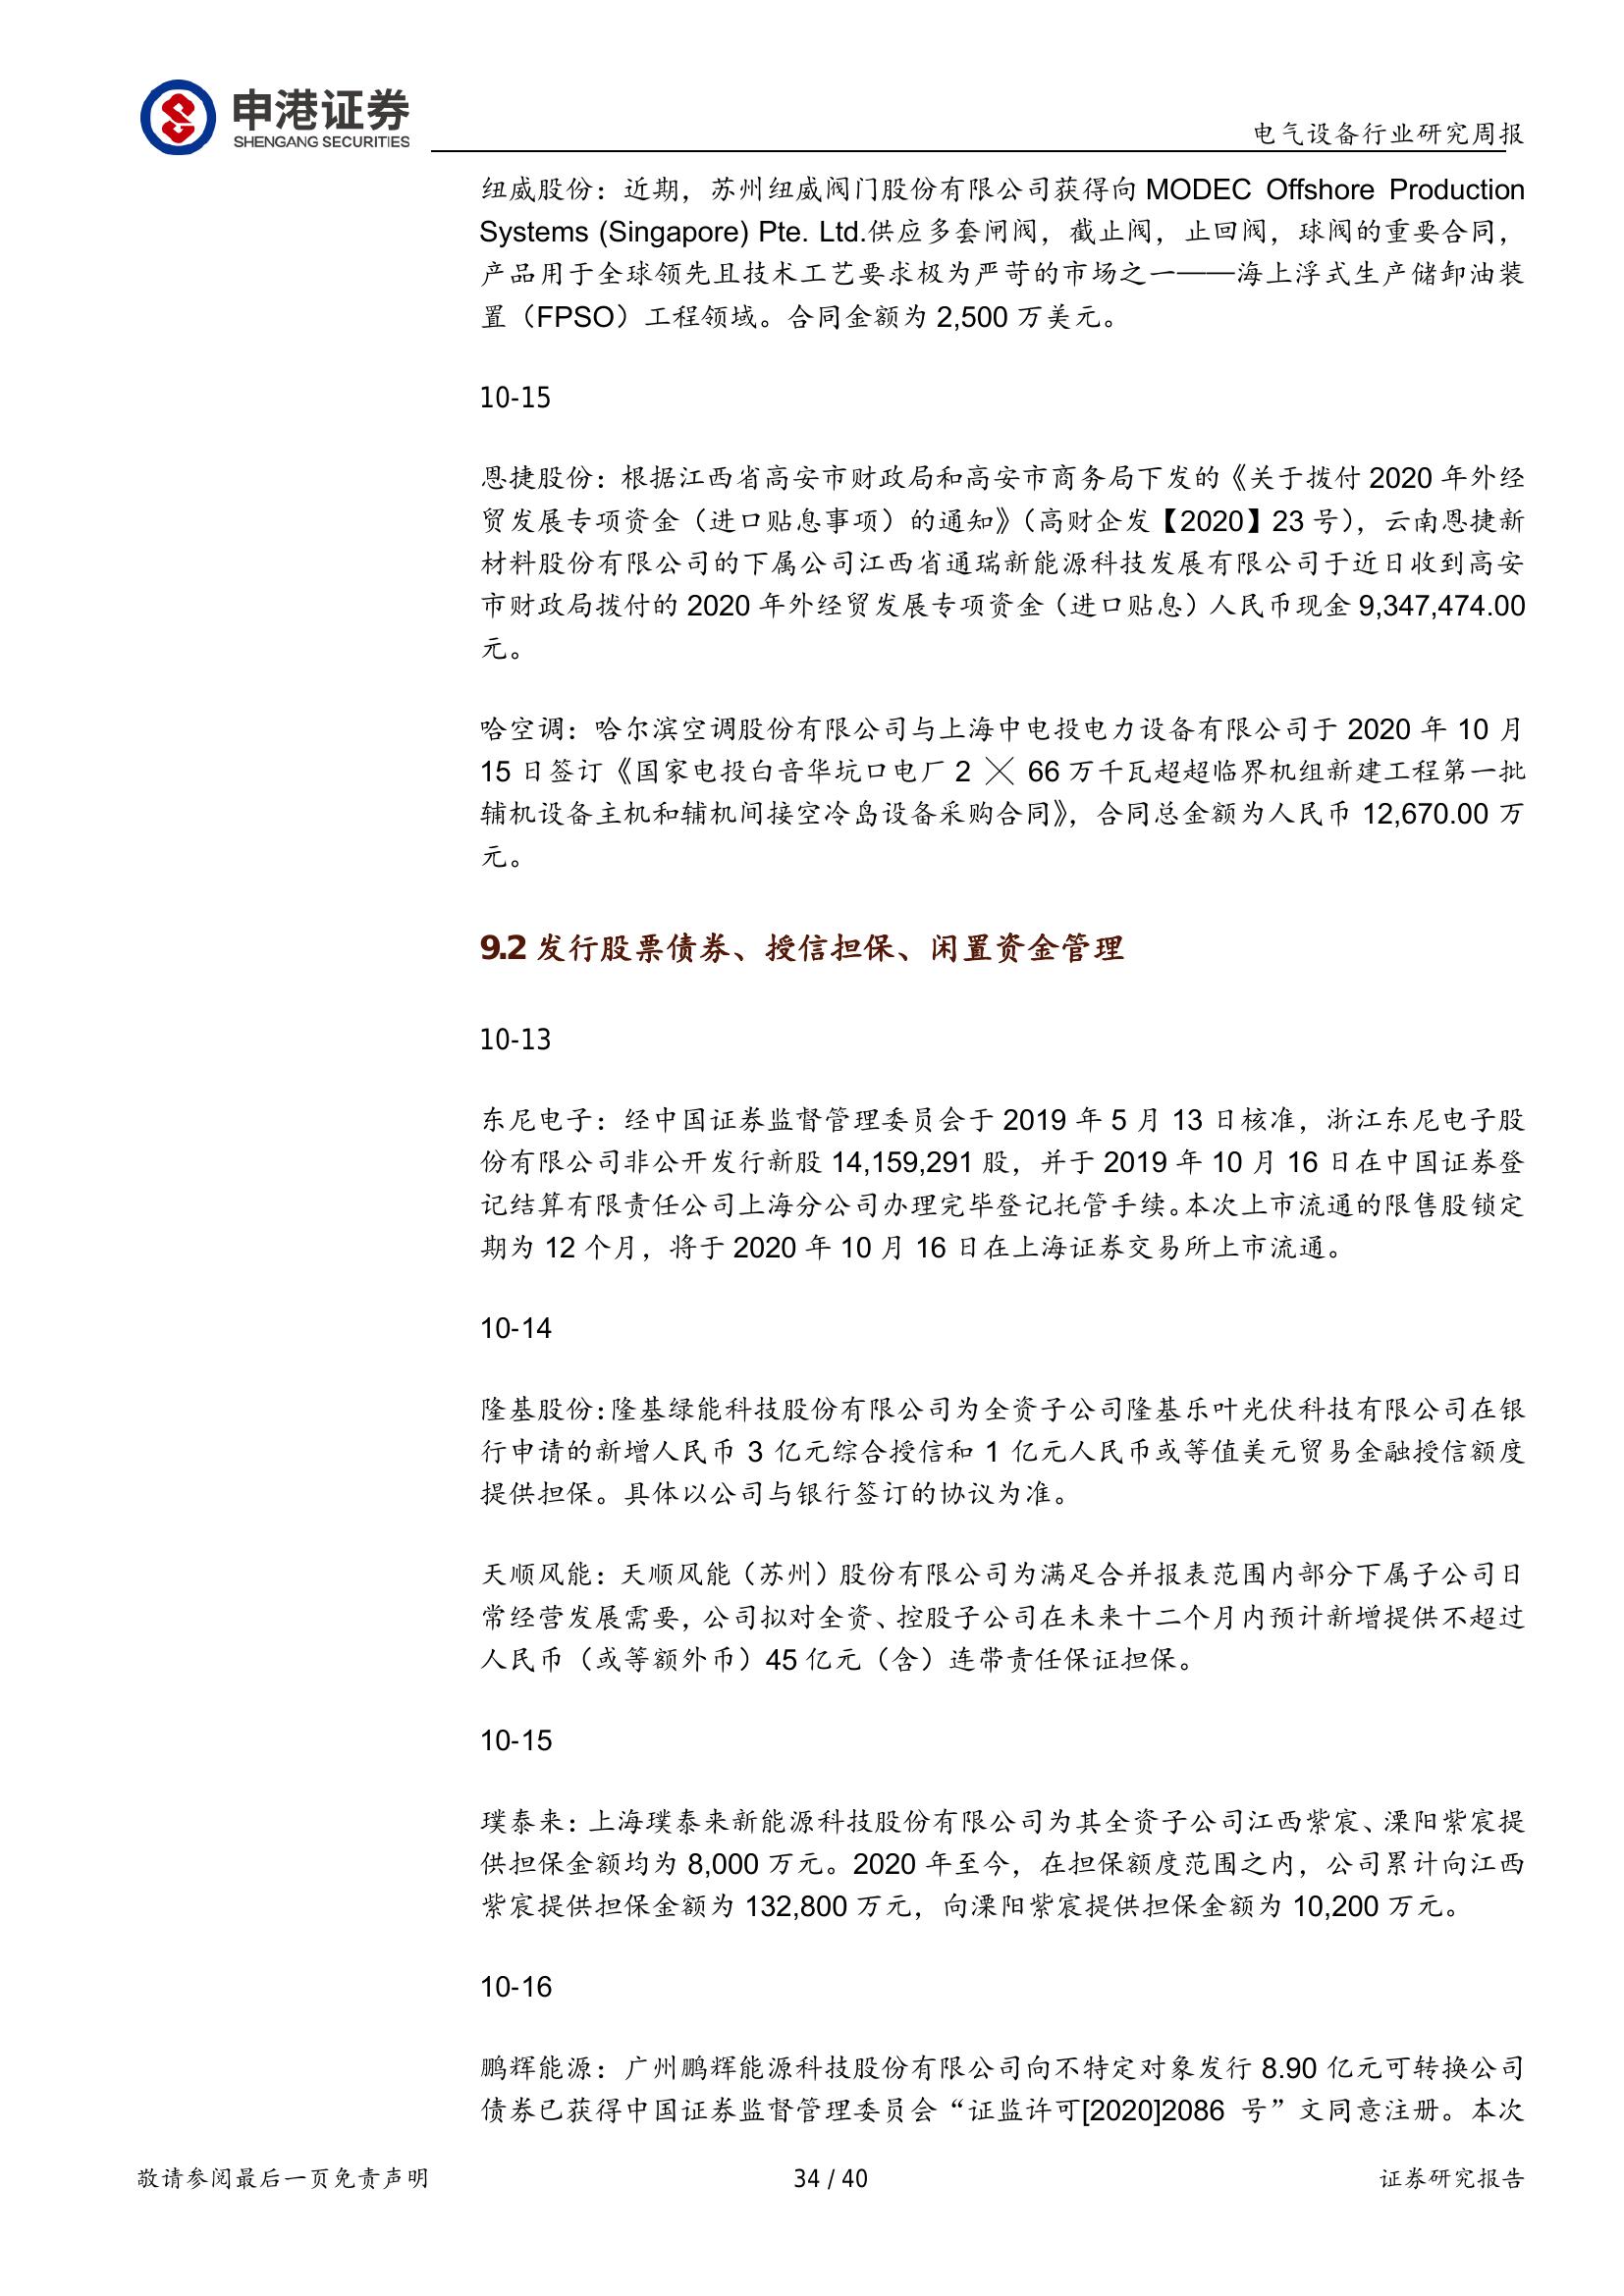 申港证券
SHENGANG SECURITIES
电气设备行业研究周报
纽威股份：近期，苏州纽威阀门股份有限公司获得向 MODEC Offshore Production
Systems (Singapore) Pte. Ltd.供应多套闸阀，截止阀，止回阀，球阀的重要合同，
产品用于全球领先且技术工艺要求极为严苛的市场之一——海上浮式生产储卸油装
置（FPSO）工程领域。合同金额为 2,500 万美元。
10-15
恩捷股份：根据江西省高安市财政局和高安市商务局下发的《关于拨付 2020 年外经
贸发展专项资金（进口贴息事项）的通知》（高财企发【2020】23 号），云南恩捷新
材料股份有限公司的下属公司江西省通瑞新能源科技发展有限公司于近日收到高安
市财政局拨付的 2020 年外经贸发展专项资金（进口贴息）人民币现金 9,347,474.00
元。
哈空调：哈尔滨空调股份有限公司与上海中电投电力设备有限公司于 2020 年 10 月
15 日签订《国家电投白音华坑口电厂 2 ╳ 66 万千瓦超超临界机组新建工程第一批
辅机设备主机和辅机间接空冷岛设备采购合同》，合同总金额为人民币 12,670.00 万
元。
9.2 发行股票债券、授信担保、闲置资金管理
10-13
东尼电子：经中国证券监督管理委员会于 2019 年 5 月 13 日核准，浙江东尼电子股
份有限公司非公开发行新股 14,159,291 股，并于 2019 年 10 月 16 日在中国证券登
记结算有限责任公司上海分公司办理完毕登记托管手续。本次上市流通的限售股锁定
期为 12 个月，将于 2020 年 10 月 16 日在上海证券交易所上市流通。
10-14
隆基股份：隆基绿能科技股份有限公司为全资子公司隆基乐叶光伏科技有限公司在银
行申请的新增人民币 3 亿元综合授信和 1 亿元人民币或等值美元贸易金融授信额度
提供担保。具体以公司与银行签订的协议为准。
天顺风能：天顺风能（苏州）股份有限公司为满足合并报表范围内部分下属子公司日
常经营发展需要，公司拟对全资、控股子公司在未来十二个月内预计新增提供不超过
人民币（或等额外币）45 亿元（含）连带责任保证担保。
10-15
璞泰来：上海璞泰来新能源科技股份有限公司为其全资子公司江西紫宸、溧阳紫宸提
供担保金额均为 8,000 万元。2020 年至今，在担保额度范围之内，公司累计向江西
紫宸提供担保金额为 132,800 万元，向溧阳紫宸提供担保金额为 10,200 万元。
10-16
鹏辉能源：广州鹏辉能源科技股份有限公司向不特定对象发行 8.90 亿元可转换公司
债券已获得中国证券监督管理委员会“证监许可[2020]2086 号”文同意注册。本次
敬请参阅最后一页免责声明
34 / 40
证券研究报告